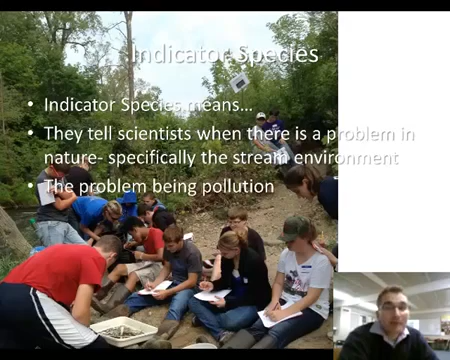 Indicator Species
• Indicator Species means…
• They tell scientists when there is a problem in
nature- specifically the stream environment
• The problem being pollution